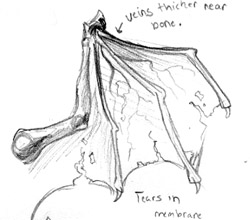 veins thicker near
bone.
Tears in
membrane